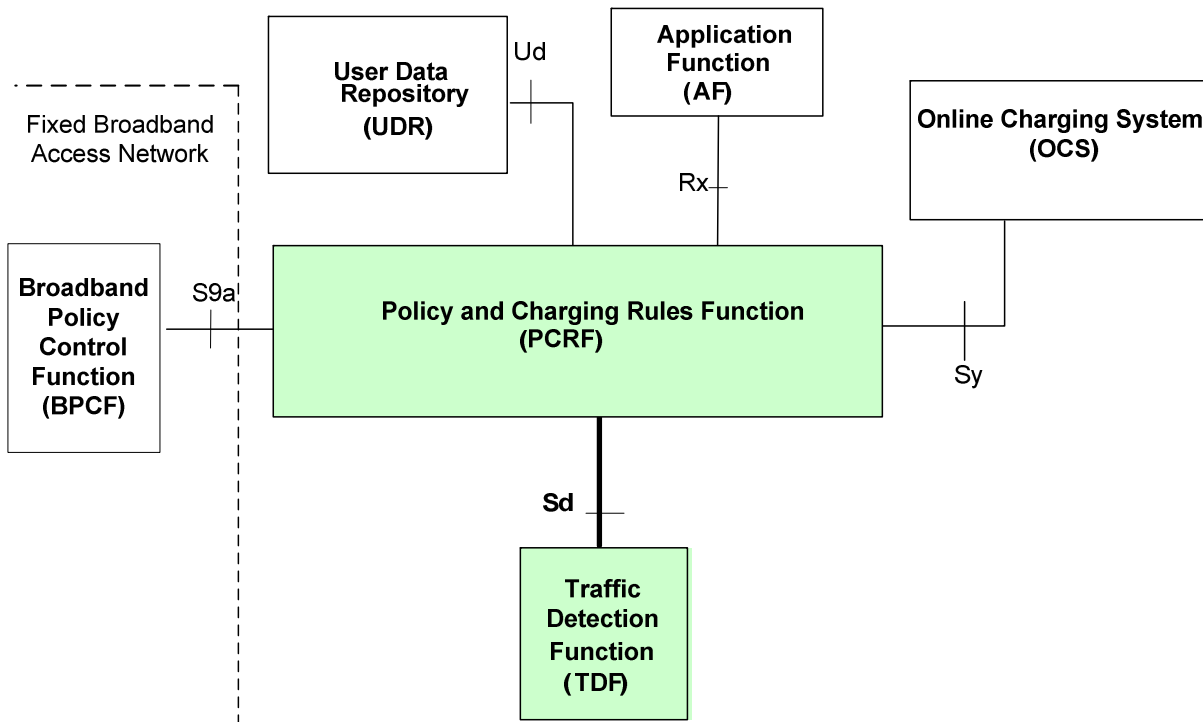 Ud
User Data
Repository
(UDR)
Application
Function
(AF)
Online Charging System
(OCS)
Fixed Broadband
Access Network
Rx
Broadband
Policy
Control
Function
(BPCF)
S9a
Policy and Charging Rules Function
(PCRF)
Sy
Sd
Traffic
Detection
Function
(TDF)